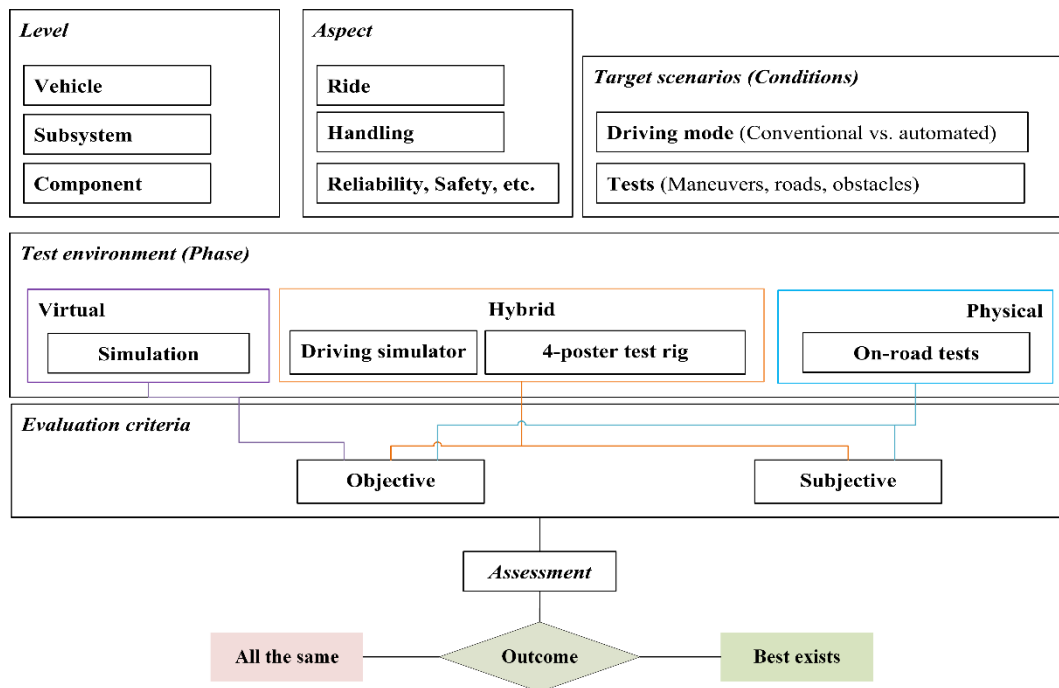 Level
Vehicle
Subsystem
Component
Aspect
Ride
Handling
Reliability, Safety, etc.
Target scenarios (Conditions)
Driving mode (Conventional vs. automated)
Tests (Maneuvers, roads, obstacles)
Test environment (Phase)
Virtual
Simulation
Hybrid
Driving simulator
4-poster test rig
Physical
On-road tests
Evaluation criteria
Objective
Subjective
Assessment
All the same
Outcome
Best exists